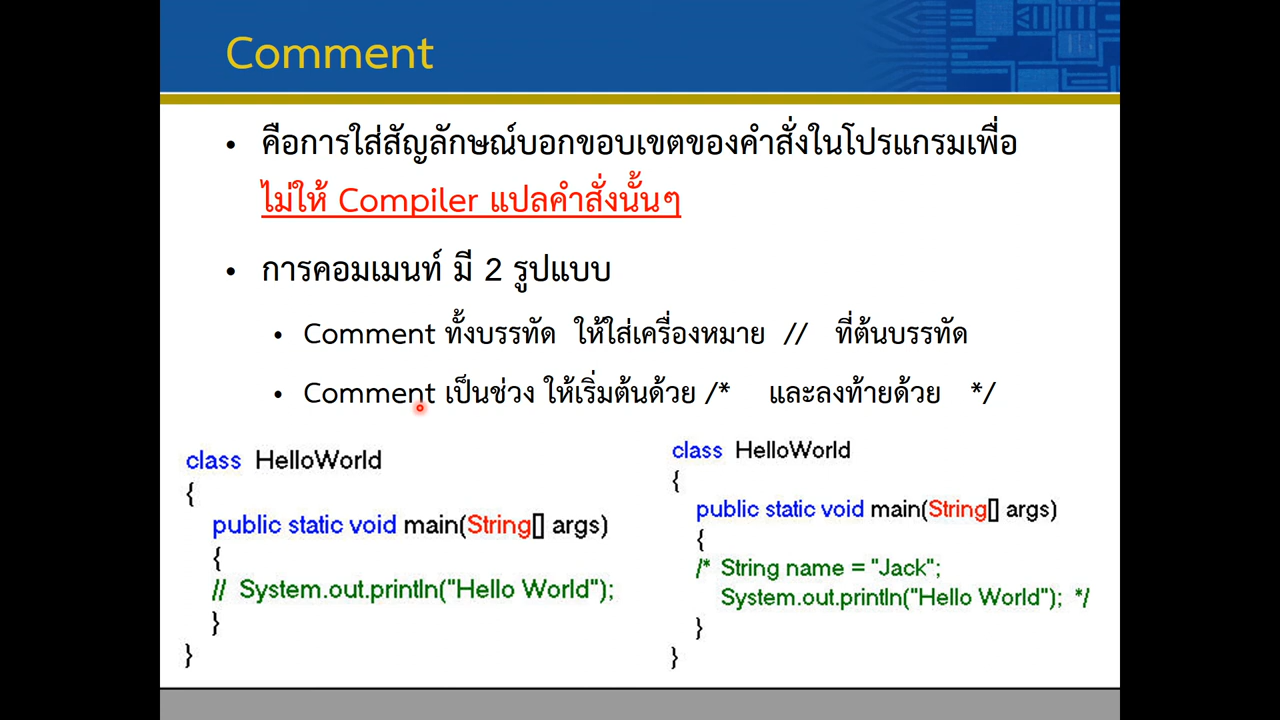 Comment
• คือการใส่สัญลักษณ์บอกขอบเขตของคำสั่งในโปรแกรมเพื่อ
ไม่ให้ Compiler แปลคำสั่งนั้นๆ
• การคอมเมนท์ มี 2 รูปแบบ
• Comment ทั้งบรรทัด ให้ใส่เครื่องหมาย // ที่ต้นบรรทัด
• Comment เป็นช่วง ให้เริ่มต้นด้วย /* และลงท้ายด้วย */
class HelloWorld
{
public static void main(String[] args)
{
// System.out.println("Hello World");
}
}
class HelloWorld
{
public static void main(String[] args)
{
/* String name = "Jack";
System.out.println("Hello World"); */
}
}